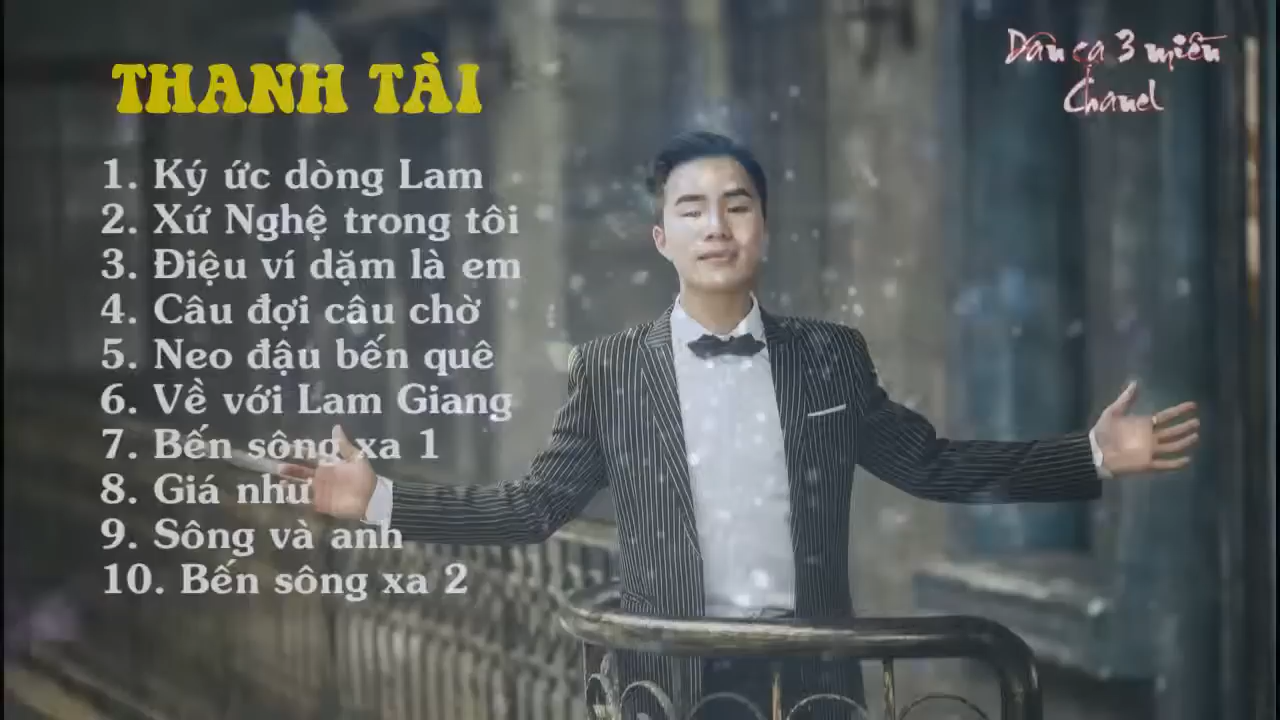 THANH TÀI
Dân ca 3 miền
Chanel
1. Ký ức dòng Lam
2. Xứ Nghệ trong tôi
3. Điệu ví dặm là em
4. Câu đợi câu chờ
5. Neo đậu bến quê
6. Về với Lam Giang
7. Bến sông xa 1
8. Giá như
9. Sông và anh
10. Bến sông xa 2